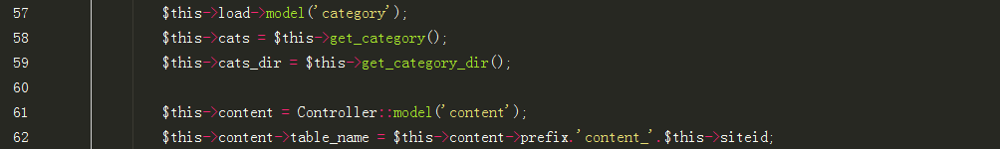 57 $this->load->model('category');
58 $this->cats = $this->get_category();
59 $this->cats_dir = $this->get_category_dir();
60
61 $this->content = Controller::model('content');
62 $this->content->table_name = $this->content->prefix.'content_'.$this->siteid;